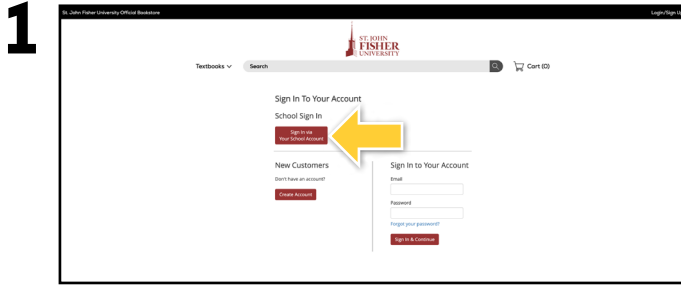 1
St. John Fisher University Official Bookstore
Login/Sign U
ST. JOHN
FISHER
UNIVERSITY
Textbooks
Search
Cart (0)
Sign In To Your Account
School Sign In
Sign In via
Your School Account
New Customers
Don't have an account?
Create Account
Sign In to Your Account
Email
Password
Forgot your password?
Sign In & Continue